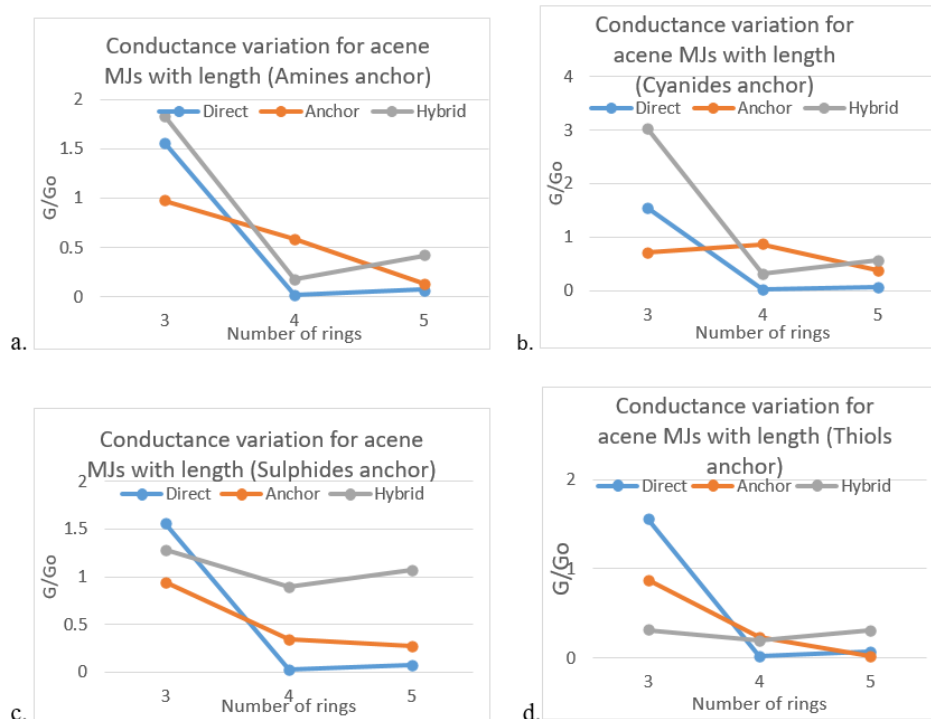 Conductance variation for acene
MJs with length (Amines anchor)
2
Direct Anchor Hybrid
1.5
1
0.5
0
G/Go
3 4 5
Number of rings
a.
Conductance variation for
acene MJs with length
(Cyanides anchor)
4
Direct Anchor Hybrid
3
2
1
0
G/Go
3 4 5
Number of rings
b.
Conductance variation for acene
MJs with length (Sulphides anchor)
2
Direct Anchor Hybrid
1.5
1
0.5
0
G/Go
3 4 5
Number of rings
c.
Conductance variation for
acene MJs with length (Thiols
anchor)
2
Direct Anchor Hybrid
1
0
G/Go
3 4 5
Number of rings
d.